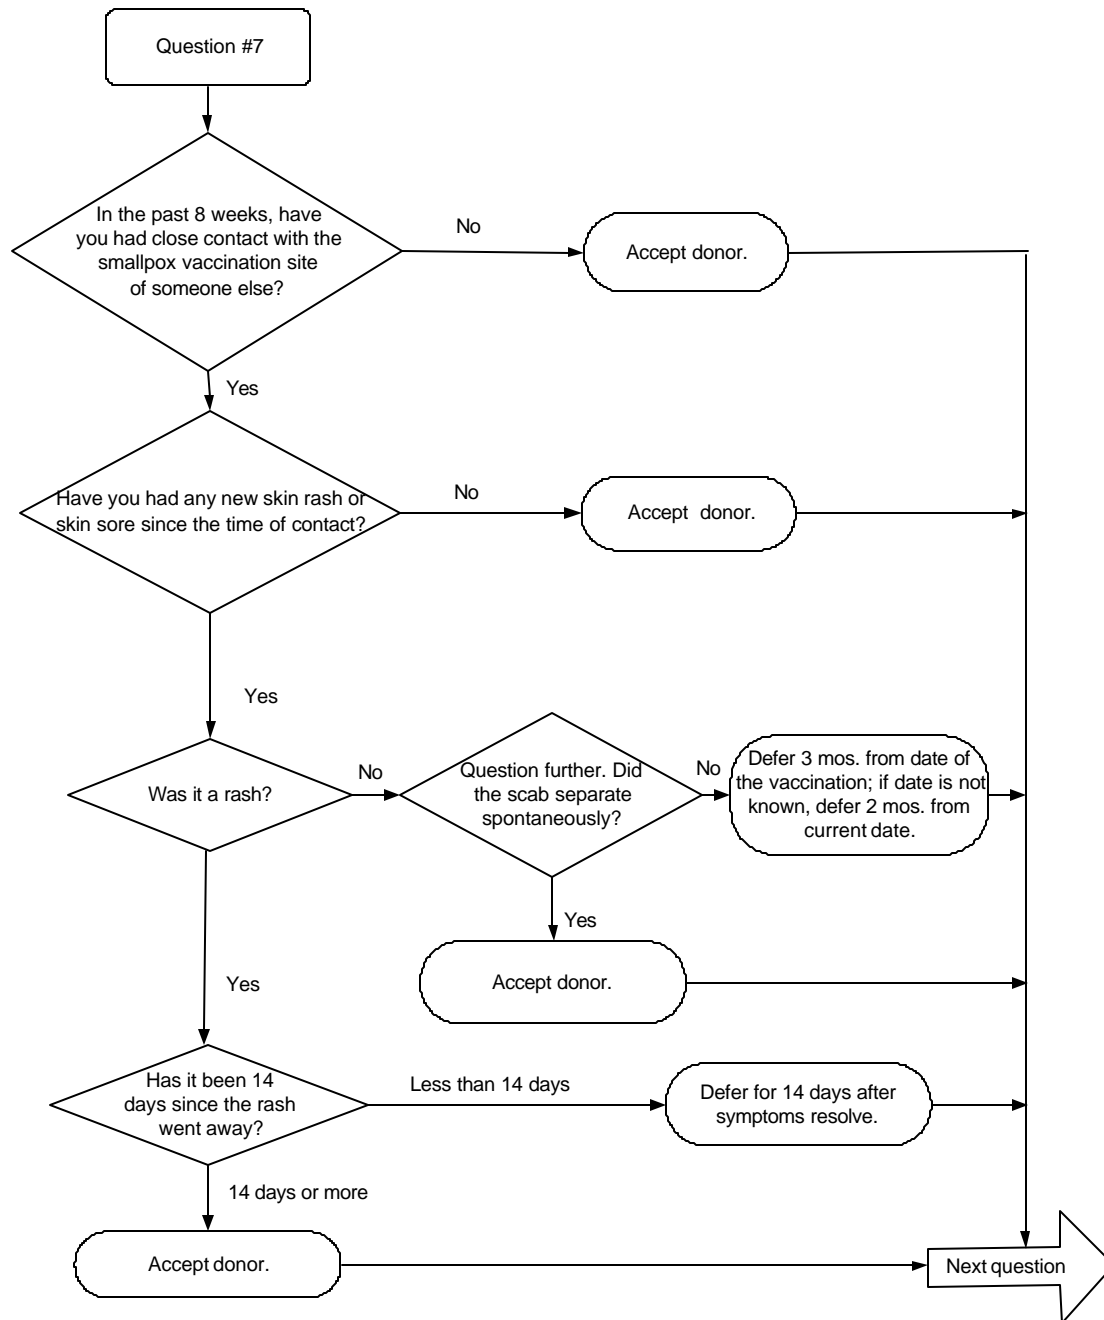 Question #7
In the past 8 weeks, have
you had close contact with the
smallpox vaccination site
of someone else?
No
Accept donor.
Yes
Have you had any new skin rash or
skin sore since the time of contact?
No
Accept donor.
Yes
Was it a rash?
No
Question further. Did
the scab separate
spontaneously?
No
Defer 3 mos. from date of
the vaccination; if date is not
known, defer 2 mos. from
current date.
Yes
Accept donor.
Yes
Has it been 14
days since the rash
went away?
Less than 14 days
Defer for 14 days after
symptoms resolve.
14 days or more
Accept donor.
Next question